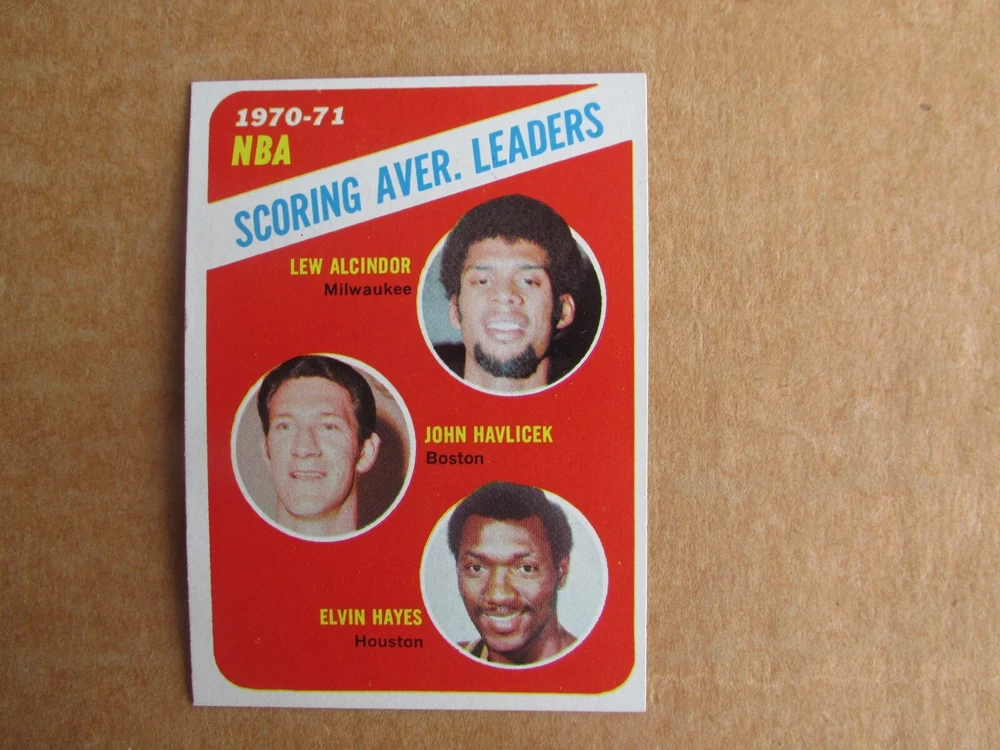 1970-71
NBA
SCORING AVER. LEADERS
LEW ALCINDOR
Milwaukee
JOHN HAVLICEK
Boston
ELVIN HAYES
Houston